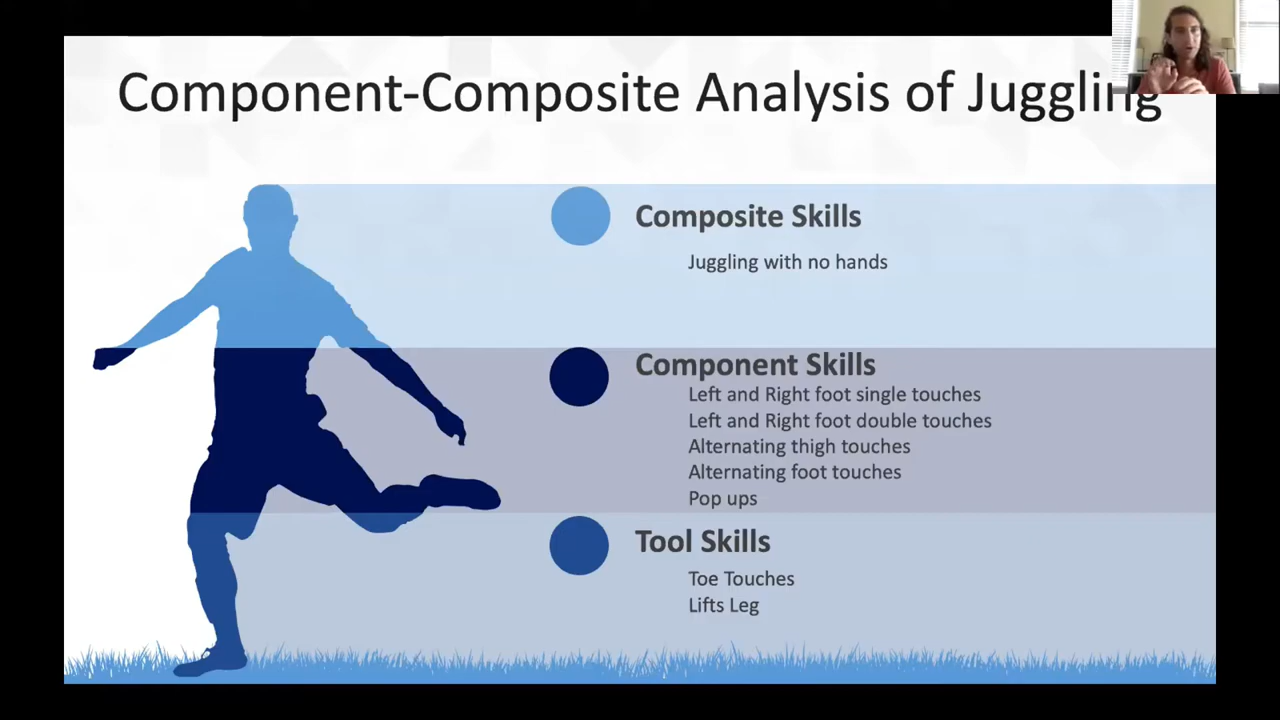 Component-Composite Analysis of Juggling
Composite Skills
Juggling with no hands
Component Skills
Left and Right foot single touches
Left and Right foot double touches
Alternating thigh touches
Alternating foot touches
Pop ups
Tool Skills
Toe Touches
Lifts Leg